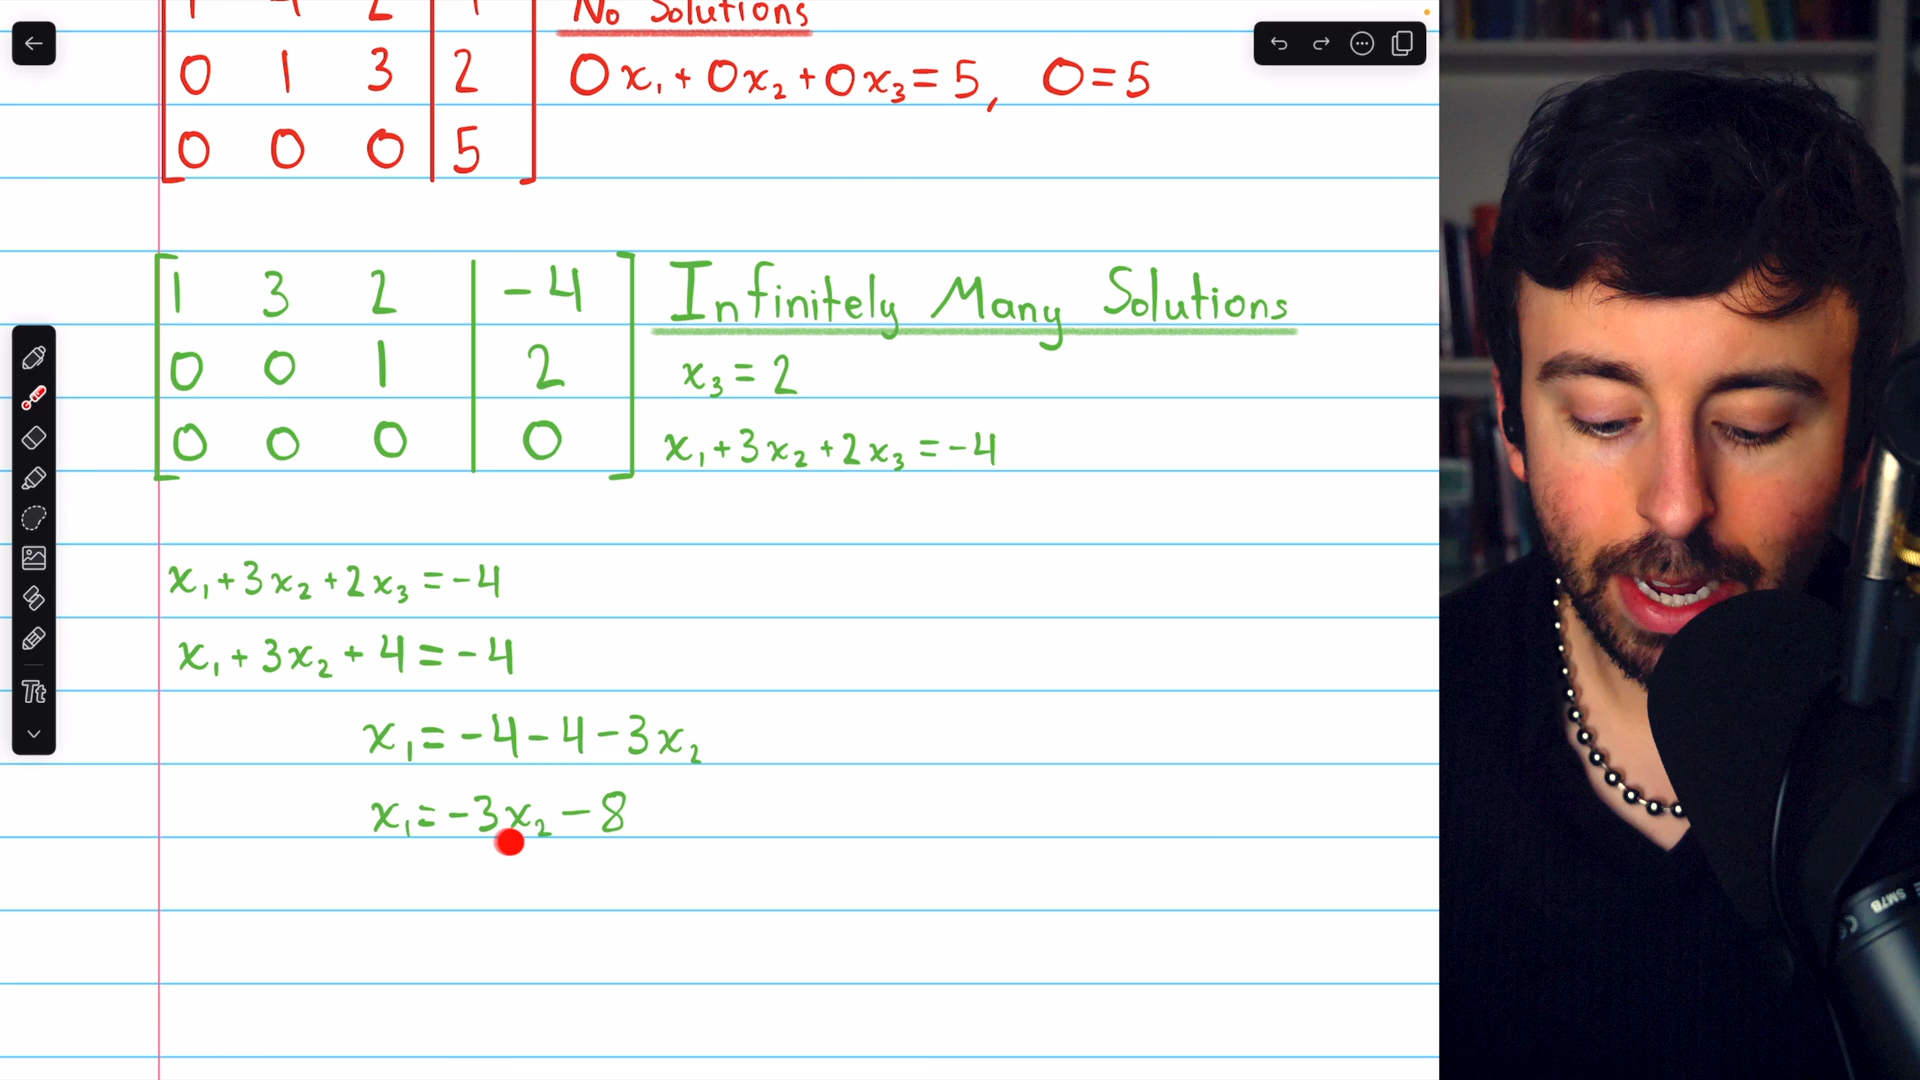 No Solutions
0 1 3 | 2
0x₁ + 0x₂ + 0x₃ = 5, 0 = 5
0 0 0 | 5
1 3 2 | -4
Infinitely Many Solutions
0 0 1 | 2
x₃ = 2
0 0 0 | 0
x₁ + 3x₂ + 2x₃ = -4
x₁ + 3x₂ + 2x₃ = -4
x₁ + 3x₂ + 4 = -4
x₁ = -4 - 4 - 3x₂
x₁ = -3x₂ - 8
Tt
SM7B